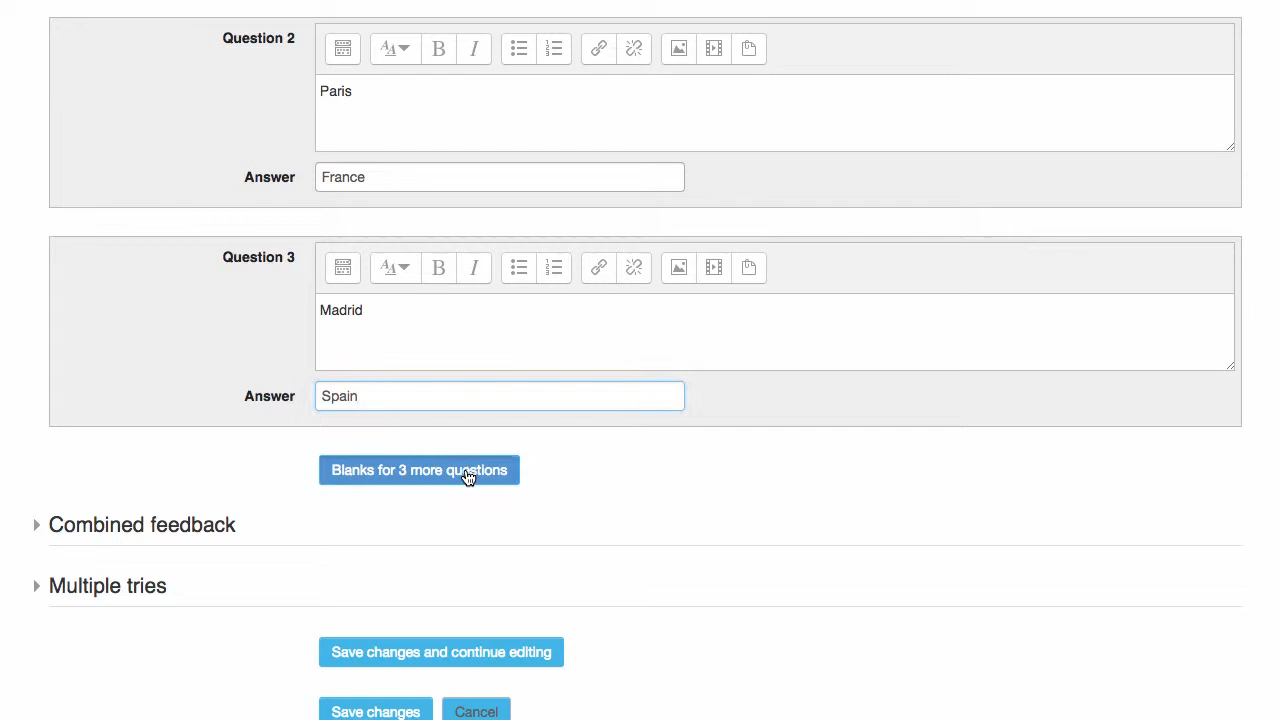 Question 2
Paris
Answer
France
Question 3
Madrid
Answer
Spain
Blanks for 3 more questions
Combined feedback
Multiple tries
Save changes and continue editing
Save changes
Cancel